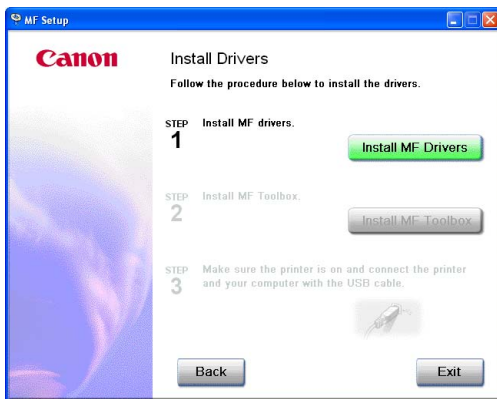 MF Setup
Canon
Install Drivers
Follow the procedure below to install the drivers.
STEP
1
Install MF drivers.
Install MF Drivers
STEP
2
Install MF Toolbox.
Install MF Toolbox
STEP
3
Make sure the printer is on and connect the printer
and your computer with the USB cable.
Back
Exit